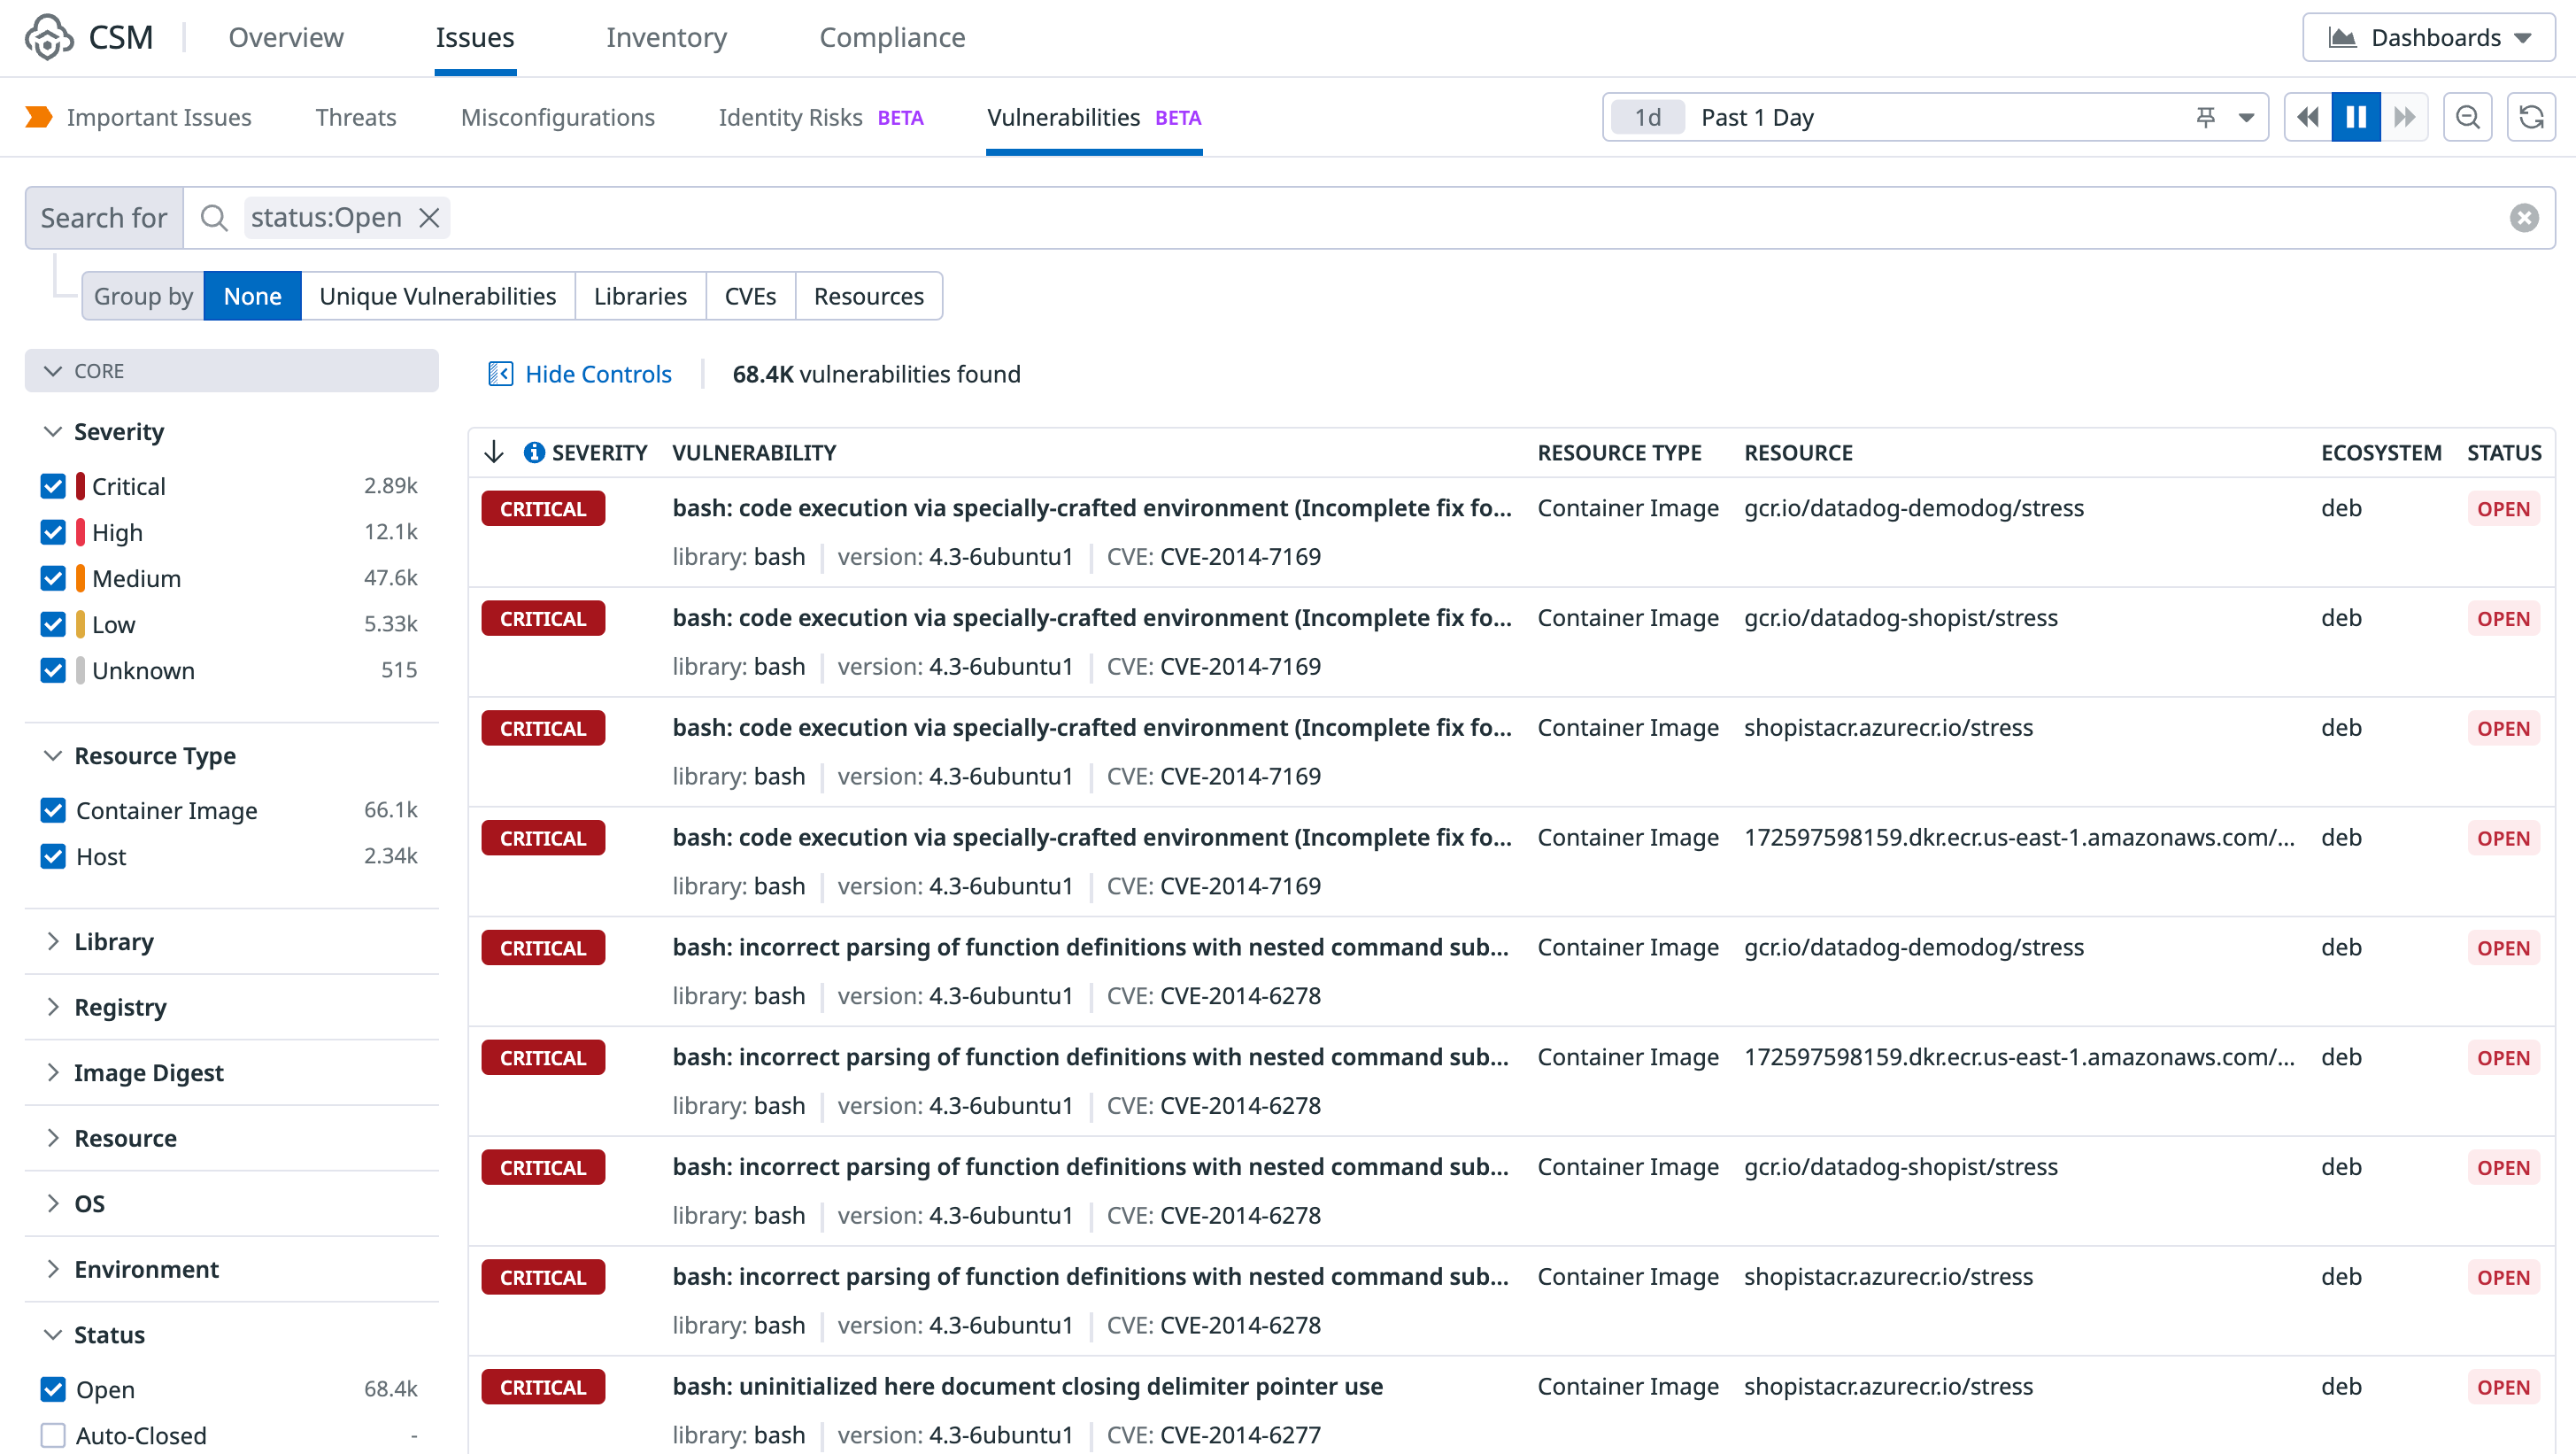 CSM Overview Issues Inventory Compliance Dashboards
Important Issues Threats Misconfigurations Identity Risks BETA Vulnerabilities BETA 1d Past 1 Day
Search for status:Open
Group by None Unique Vulnerabilities Libraries CVEs Resources
CORE
Severity
Critical 2.89k
High 12.1k
Medium 47.6k
Low 5.33k
Unknown 515
Resource Type
Container Image 66.1k
Host 2.34k
Library
Registry
Image Digest
Resource
OS
Environment
Status
Open 68.4k
Auto-Closed -
Hide Controls 68.4K vulnerabilities found
SEVERITY VULNERABILITY RESOURCE TYPE RESOURCE ECOSYSTEM STATUS
CRITICAL bash: code execution via specially-crafted environment (Incomplete fix fo... Container Image gcr.io/datadog-demodog/stress deb OPEN
library: bash version: 4.3-6ubuntu1 CVE: CVE-2014-7169
CRITICAL bash: code execution via specially-crafted environment (Incomplete fix fo... Container Image gcr.io/datadog-shopist/stress deb OPEN
library: bash version: 4.3-6ubuntu1 CVE: CVE-2014-7169
CRITICAL bash: code execution via specially-crafted environment (Incomplete fix fo... Container Image shopistacr.azurecr.io/stress deb OPEN
library: bash version: 4.3-6ubuntu1 CVE: CVE-2014-7169
CRITICAL bash: code execution via specially-crafted environment (Incomplete fix fo... Container Image 172597598159.dkr.ecr.us-east-1.amazonaws.com/... deb OPEN
library: bash version: 4.3-6ubuntu1 CVE: CVE-2014-7169
CRITICAL bash: incorrect parsing of function definitions with nested command sub... Container Image gcr.io/datadog-demodog/stress deb OPEN
library: bash version: 4.3-6ubuntu1 CVE: CVE-2014-6278
CRITICAL bash: incorrect parsing of function definitions with nested command sub... Container Image 172597598159.dkr.ecr.us-east-1.amazonaws.com/... deb OPEN
library: bash version: 4.3-6ubuntu1 CVE: CVE-2014-6278
CRITICAL bash: incorrect parsing of function definitions with nested command sub... Container Image gcr.io/datadog-shopist/stress deb OPEN
library: bash version: 4.3-6ubuntu1 CVE: CVE-2014-6278
CRITICAL bash: incorrect parsing of function definitions with nested command sub... Container Image shopistacr.azurecr.io/stress deb OPEN
library: bash version: 4.3-6ubuntu1 CVE: CVE-2014-6278
CRITICAL bash: uninitialized here document closing delimiter pointer use Container Image shopistacr.azurecr.io/stress deb OPEN
library: bash version: 4.3-6ubuntu1 CVE: CVE-2014-6277